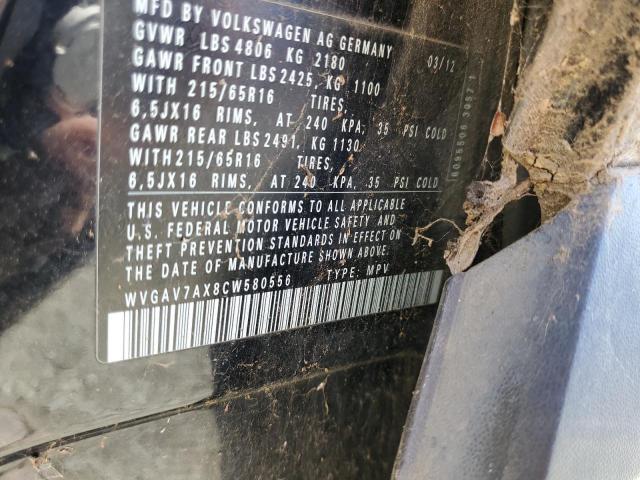 MFD BY VOLKSWAGEN AG GERMANY
03/12
GVWR LBS 4806 KG 2180
GAWR FRONT LBS 2425, KG 1100
WITH 215/65R16 TIRES,
6,5JX16 RIMS, AT 240 KPA, 35 PSI COLD
GAWR REAR LBS 2491, KG 1130
WITH 215/65R16 TIRES,
6,5JX16 RIMS, AT 240 KPA, 35 PSI COLD
THIS VEHICLE CONFORMS TO ALL APPLICABLE
U.S. FEDERAL MOTOR VEHICLE SAFETY AND
THEFT PREVENTION STANDARDS IN EFFECT ON
THE DATE OF MANUFACTURE SHOWN ABOVE
WVGAV7AX8CW580556 TYPE: MPV